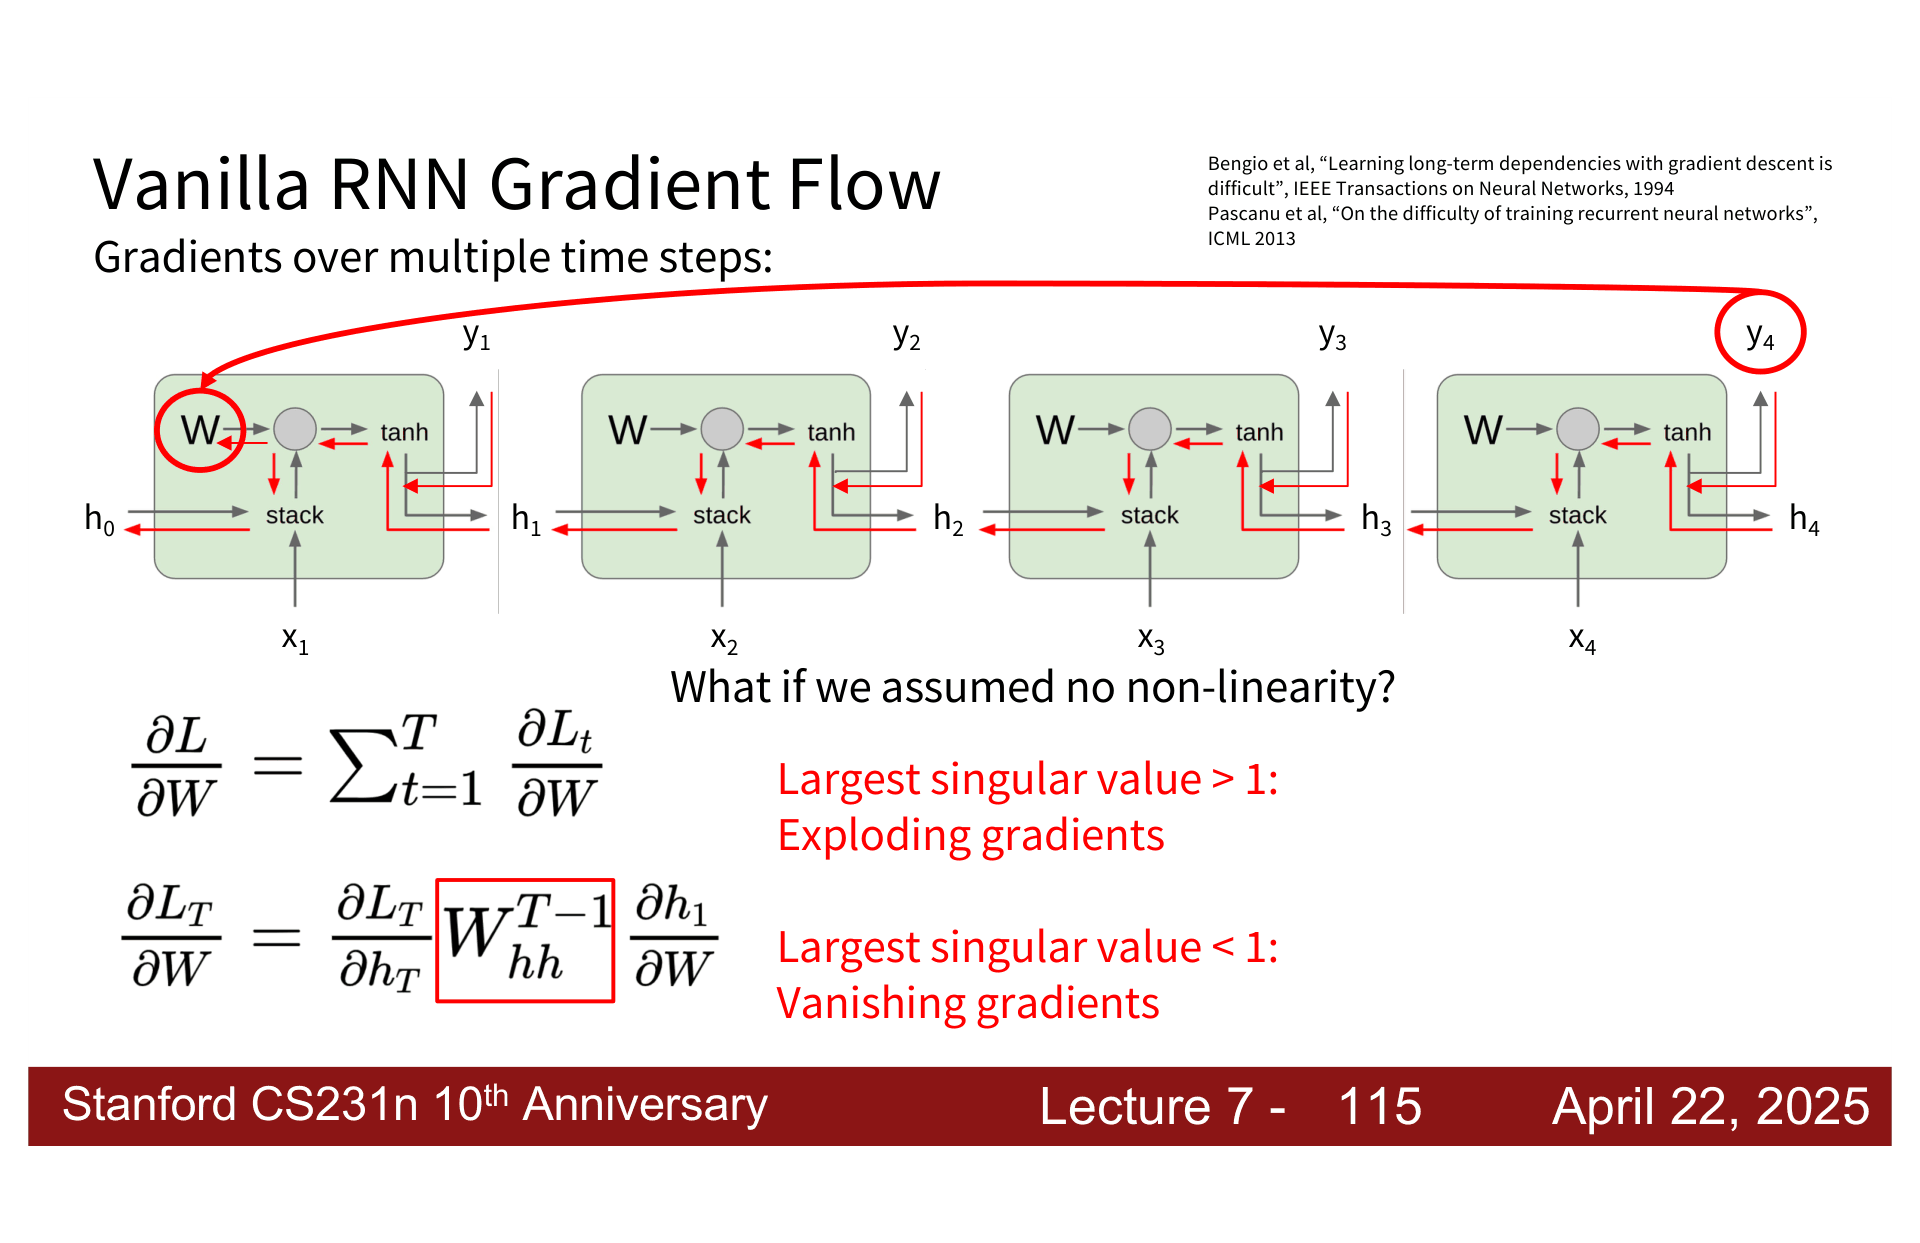 Vanilla RNN Gradient Flow
Gradients over multiple time steps:
Bengio et al, “Learning long-term dependencies with gradient descent is
difficult”, IEEE Transactions on Neural Networks, 1994
Pascanu et al, “On the difficulty of training recurrent neural networks”,
ICML 2013
y₁ y₂ y₃ y₄
W tanh W tanh W tanh W tanh
h₀ stack h₁ stack h₂ stack h₃ stack h₄
x₁ x₂ x₃ x₄
What if we assumed no non-linearity?
∂L/∂W = ∑_{t=1}^{T} ∂L_t/∂W
Largest singular value > 1:
Exploding gradients
∂L_T/∂W = ∂L_T/∂h_T W_{hh}^{T−1} ∂h_1/∂W
Largest singular value < 1:
Vanishing gradients
Stanford CS231n 10th Anniversary Lecture 7 - 115 April 22, 2025